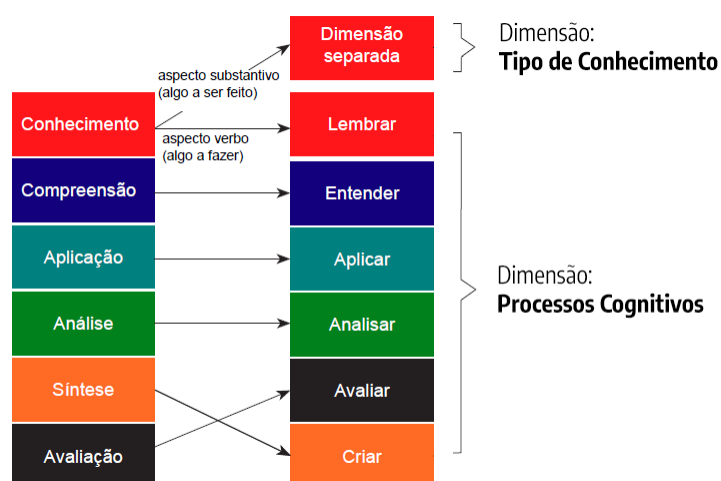 Dimensão
separada
Dimensão:
Tipo de Conhecimento
aspecto substantivo
(algo a ser feito)
Conhecimento
aspecto verbo
(algo a fazer)
Lembrar
Compreensão
Entender
Aplicação
Aplicar
Dimensão:
Processos Cognitivos
Análise
Analisar
Síntese
Avaliar
Avaliação
Criar